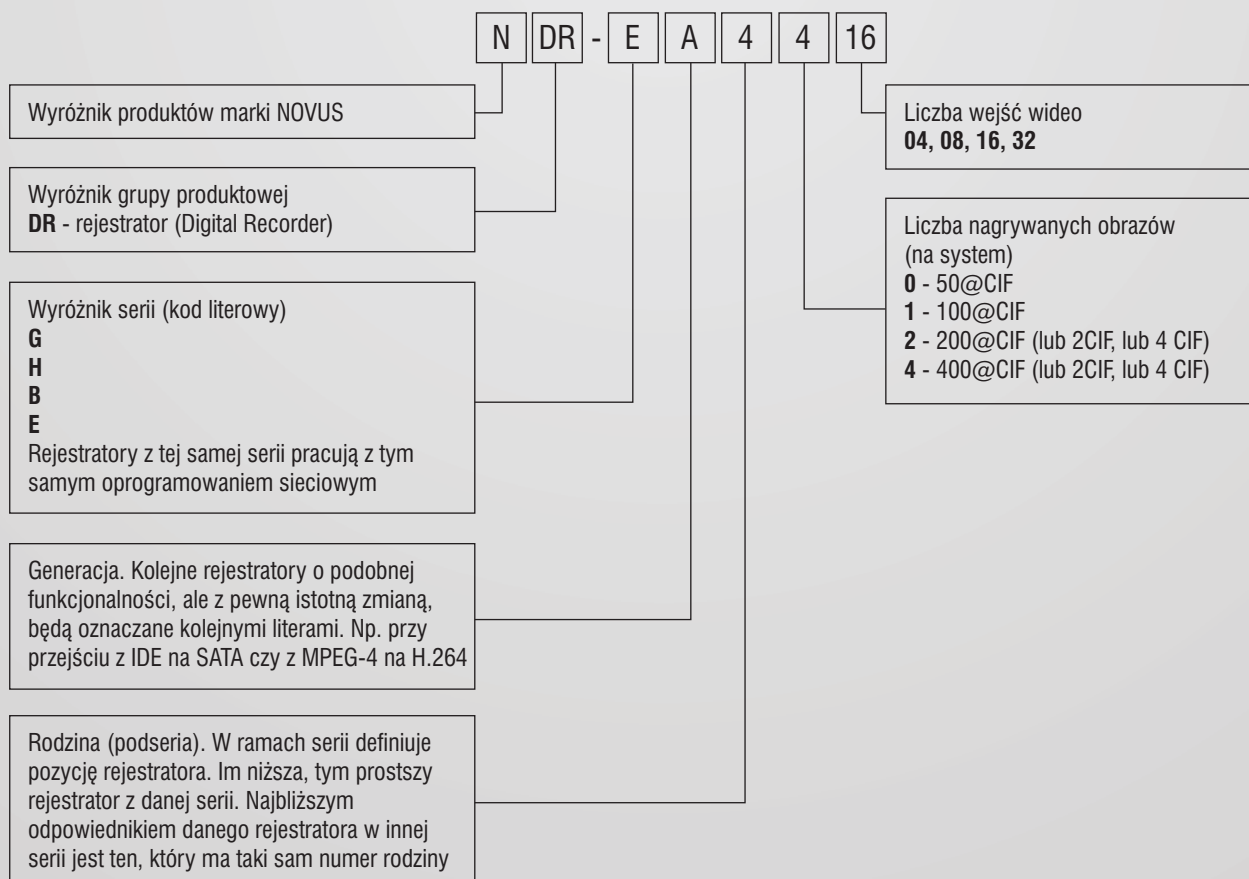 N DR - E A 4 4 16
Wyróżnik produktów marki NOVUS
Wyróżnik grupy produktowej
DR - rejestrator (Digital Recorder)
Wyróżnik serii (kod literowy)
G
H
B
E
Rejestratory z tej samej serii pracują z tym
samym oprogramowaniem sieciowym
Generacja. Kolejne rejestratory o podobnej
funkcjonalności, ale z pewną istotną zmianą,
będą oznaczane kolejnymi literami. Np. przy
przejściu z IDE na SATA czy z MPEG-4 na H.264
Rodzina (podseria). W ramach serii definiuje
pozycję rejestratora. Im niższa, tym prostszy
rejestrator z danej serii. Najbliższym
odpowiednikiem danego rejestratora w innej
serii jest ten, który ma taki sam numer rodziny
Liczba wejść wideo
04, 08, 16, 32
Liczba nagrywanych obrazów
(na system)
0 - 50@CIF
1 - 100@CIF
2 - 200@CIF (lub 2CIF, lub 4 CIF)
4 - 400@CIF (lub 2CIF, lub 4 CIF)